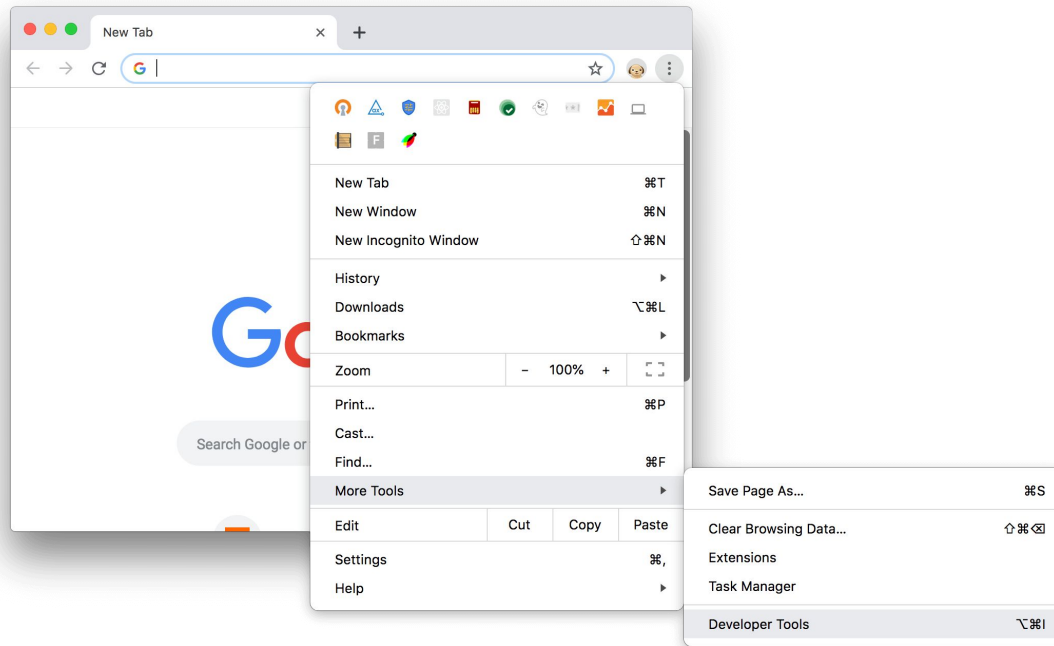 New Tab
New Tab ⌘T
New Window ⌘N
New Incognito Window ⇧⌘N
History
Downloads ⌥⌘L
Bookmarks
Zoom - 100% +
Print... ⌘P
Cast...
Find... ⌘F
More Tools
Edit Cut Copy Paste
Settings ⌘,
Help
Go
Search Google or
Save Page As... ⌘S
Clear Browsing Data... ⇧⌘⌫
Extensions
Task Manager
Developer Tools ⌥⌘I